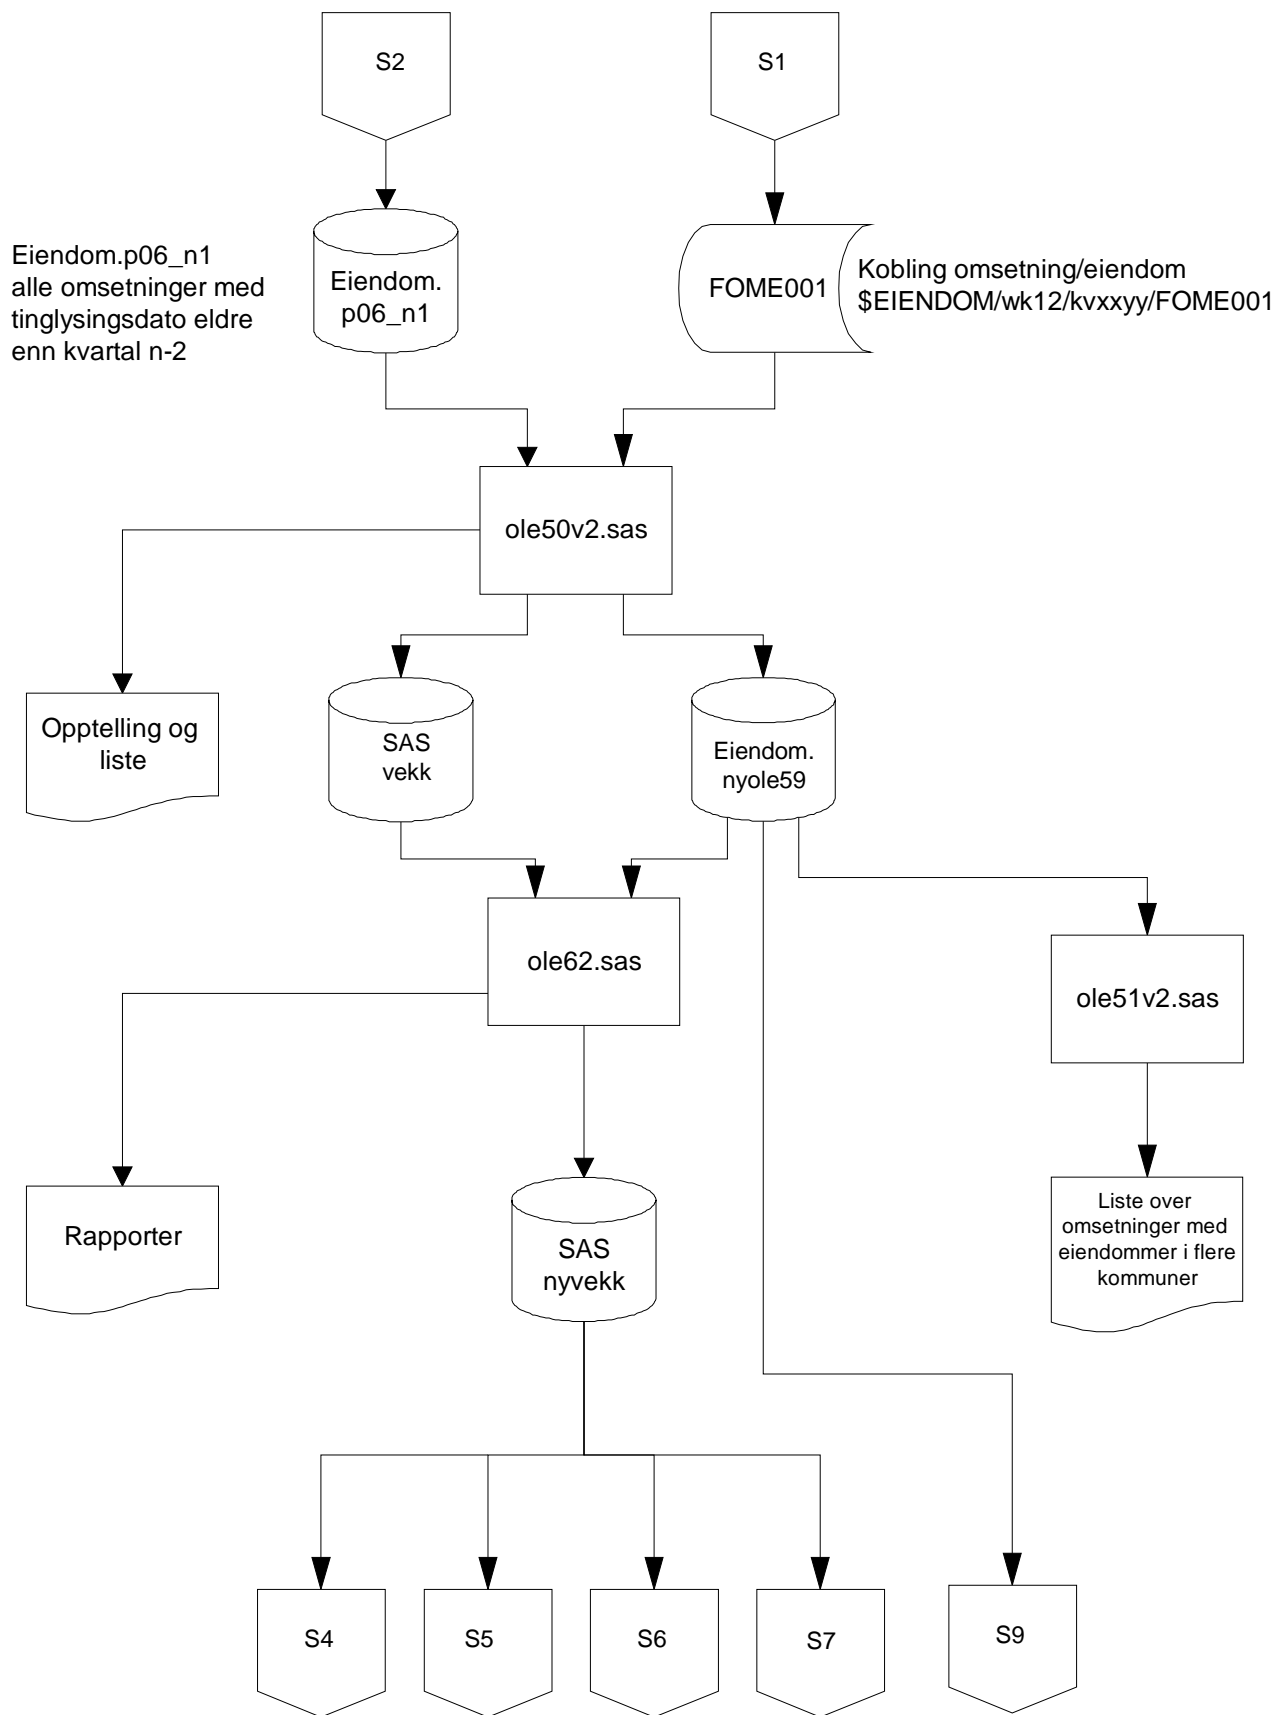 S2
S1
Eiendom.p06_n1
alle omsetninger med
tinglysingsdato eldre
enn kvartal n-2
Eiendom.
p06_n1
FOME001
Kobling omsetning/eiendom
$EIENDOM/wk12/kvxxyy/FOME001
ole50v2.sas
Opptelling og
liste
SAS
vekk
Eiendom.
nyole59
ole62.sas
ole51v2.sas
Rapporter
SAS
nyvekk
Liste over
omsetninger med
eiendommer i flere
kommuner
S4
S5
S6
S7
S9